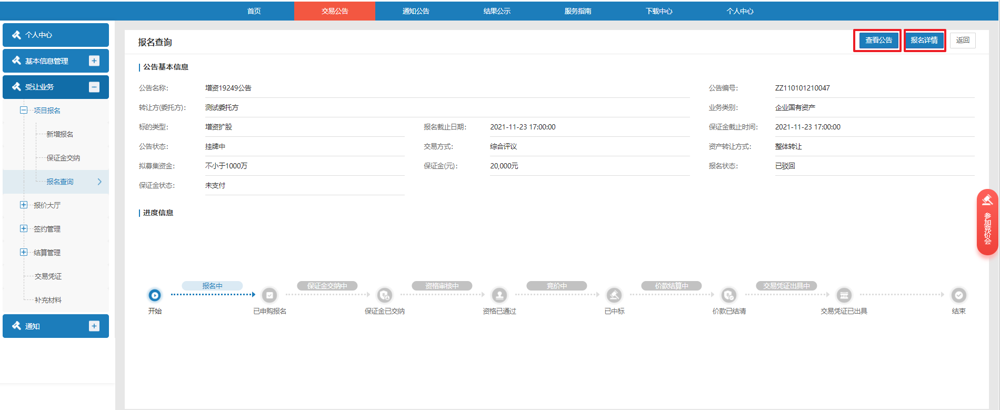 首页 交易公告 通知公告 结果公示 服务指南 下载中心 个人中心
个人中心
基本信息管理
受让业务
项目报名
新增报名
保证金交纳
报名查询
报价大厅
签约管理
结算管理
交易凭证
补充材料
通知
报名查询 查看公告 报名详情 返回
公告基本信息
公告名称: 增资19249公告 公告编号: ZZ110101210047
转让方(委托方): 测试委托方 业务类别: 企业国有资产
标的类型: 增资扩股 报名截止日期: 2021-11-23 17:00:00 保证金截止时间: 2021-11-23 17:00:00
公告状态: 挂牌中 交易方式: 综合评议 资产转让方式: 整体转让
拟募集资金: 不小于1000万 保证金(元): 20,000元 报名状态: 已驳回
保证金状态: 未支付
进度信息
报名中 保证金交纳中 资格审核中 竞价中 价款结算中 交易凭证出具中
开始 已申购报名 保证金已交纳 资格已通过 已中标 价款已结清 交易凭证已出具 结束
参加竞价会